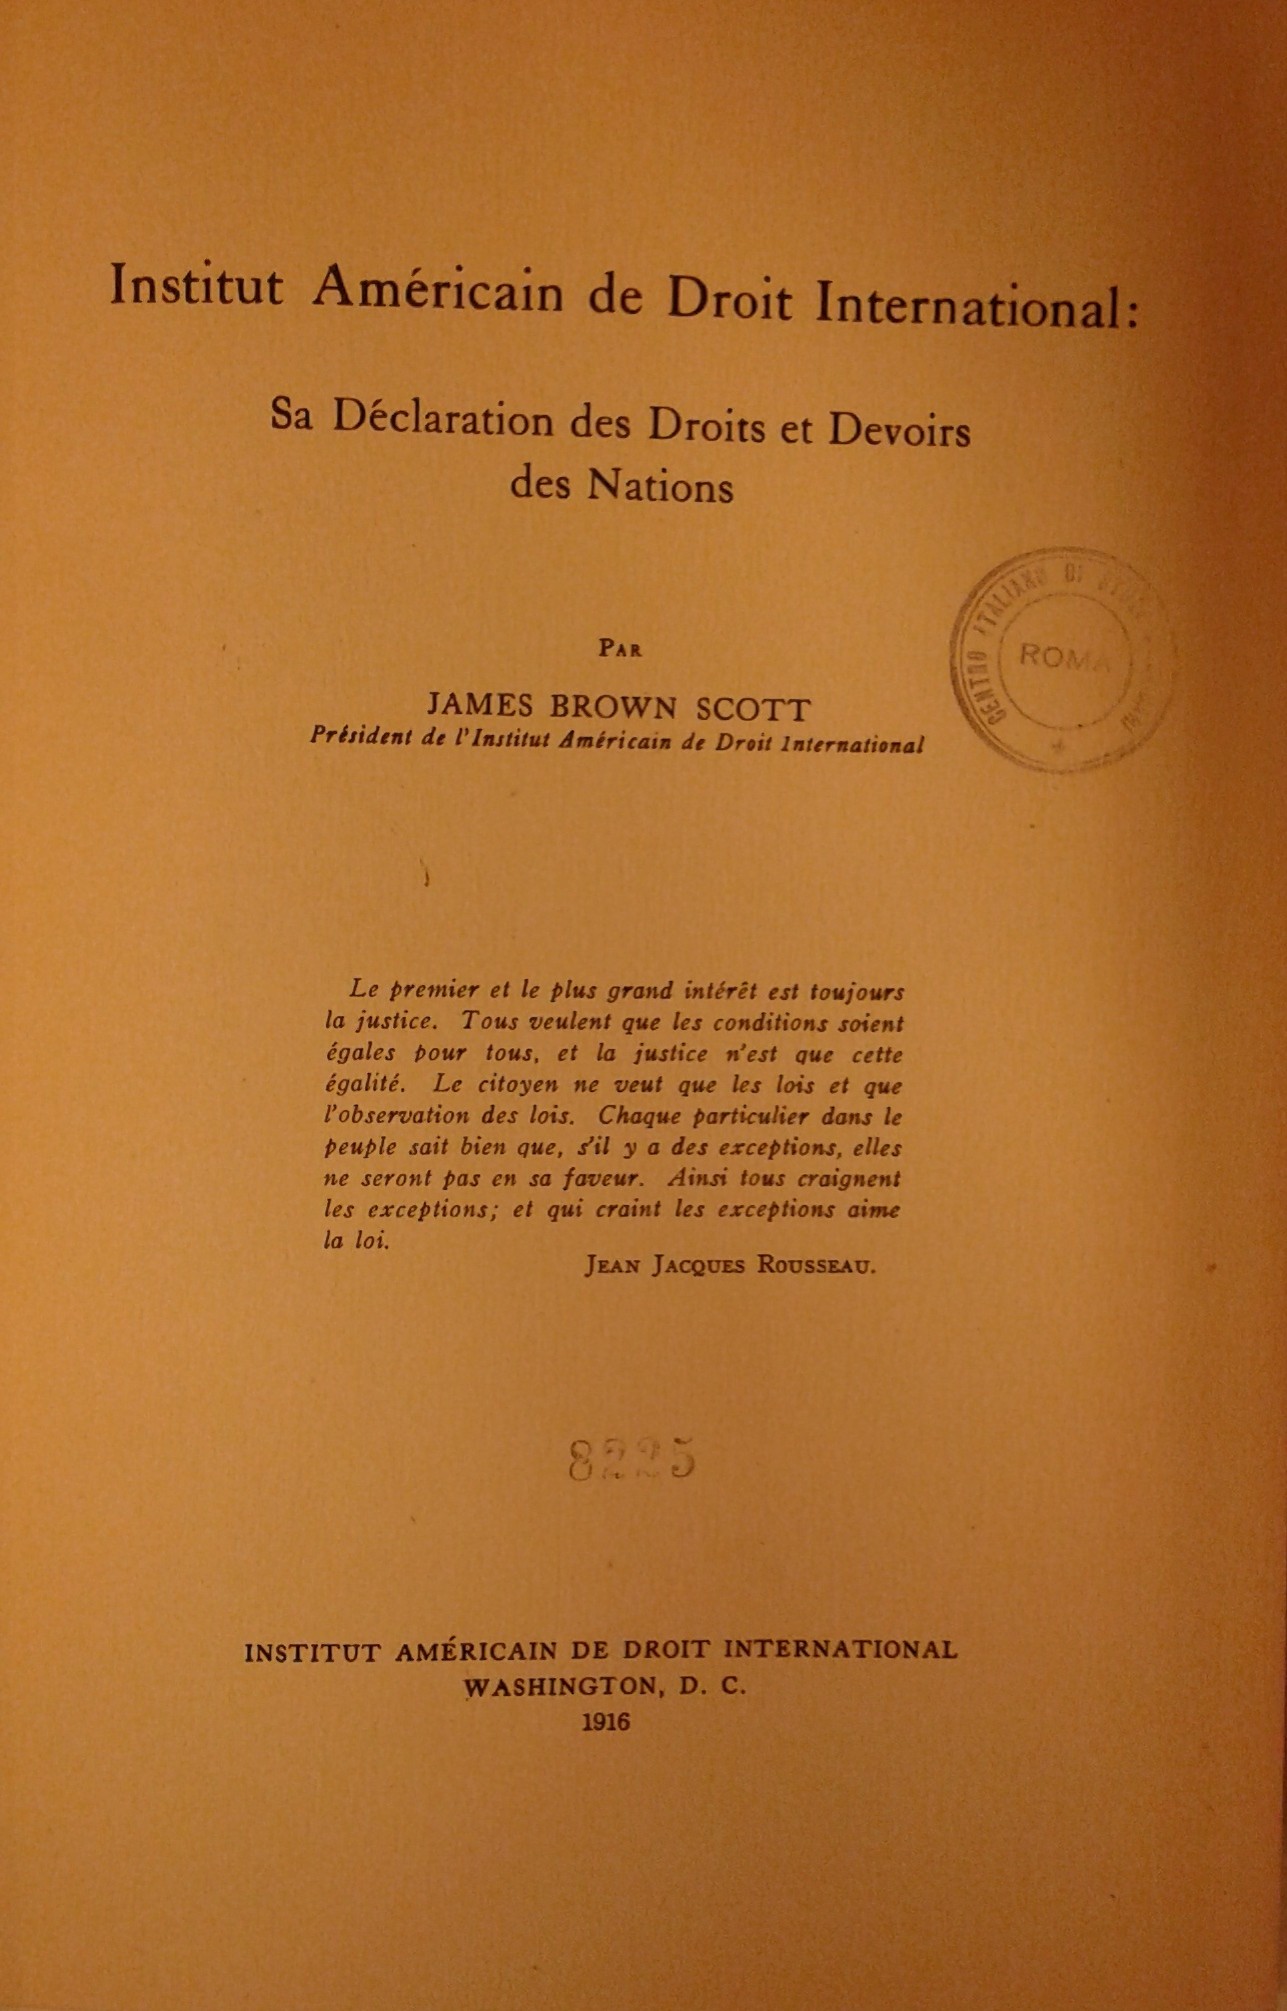 Institut Américain de Droit International:
Sa Déclaration des Droits et Devoirs
des Nations
CENTRO ITALIANO DI
ROMA
PAR
JAMES BROWN SCOTT
Président de l'Institut Américain de Droit International
Le premier et le plus grand intérêt est toujours
la justice. Tous veulent que les conditions soient
égales pour tous, et la justice n'est que cette
égalité. Le citoyen ne veut que les lois et que
l'observation des lois. Chaque particulier dans le
peuple sait bien que, s'il y a des exceptions, elles
ne seront pas en sa faveur. Ainsi tous craignent
les exceptions; et qui craint les exceptions aime
la loi.
JEAN JACQUES ROUSSEAU.
8225
INSTITUT AMÉRICAIN DE DROIT INTERNATIONAL
WASHINGTON, D. C.
1916